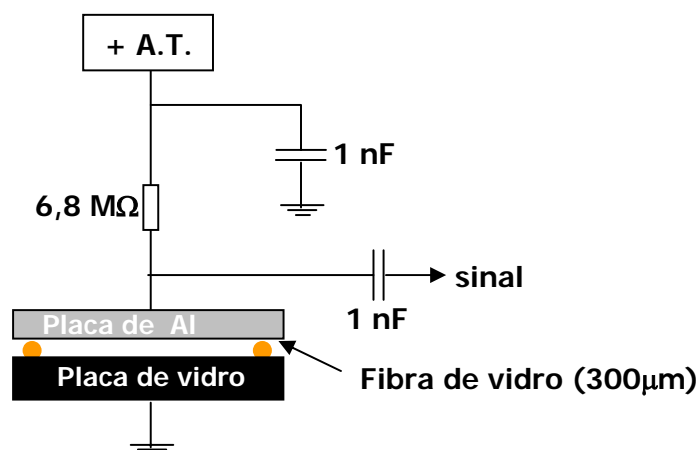 + A.T.
1 nF
6,8 MΩ
sinal
1 nF
Placa de Al
Placa de vidro
Fibra de vidro (300μm)